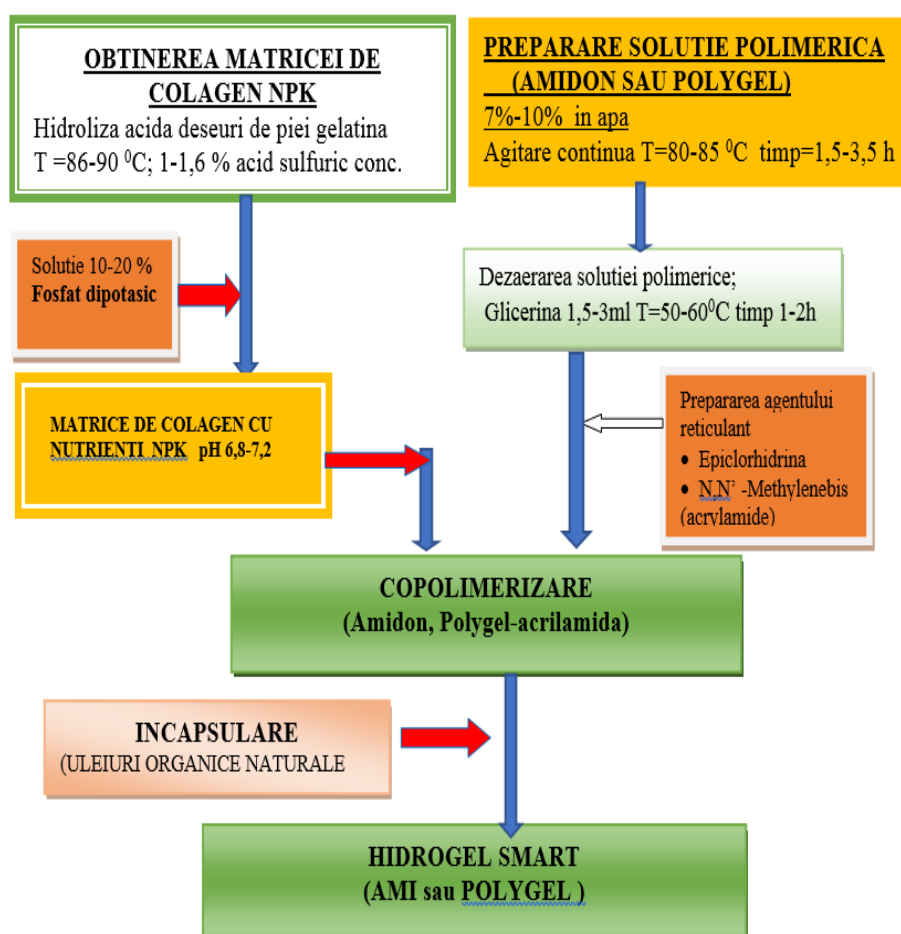 OBTINEREA MATRICEI DE
COLAGEN NPK
Hidroliza acida deseuri de piei gelatina
T =86-90 ⁰C; 1-1,6 % acid sulfuric conc.
PREPARARE SOLUTIE POLIMERICA
(AMIDON SAU POLYGEL)
7%-10% in apa
Agitare continua T=80-85 ⁰C timp=1,5-3,5 h
Solutie 10-20 %
Fosfat dipotasic
Dezaerarea solutiei polimerice;
Glicerina 1,5-3ml T=50-60⁰C timp 1-2h
MATRICE DE COLAGEN CU
NUTRIENTI NPK pH 6,8-7,2
Prepararea agentului
reticulant
• Epiclorhidrina
• N,N’ -Methylenebis
(acrylamide)
COPOLIMERIZARE
(Amidon, Polygel-acrilamida)
INCAPSULARE
(ULEIURI ORGANICE NATURALE
HIDROGEL SMART
(AMI sau POLYGEL )